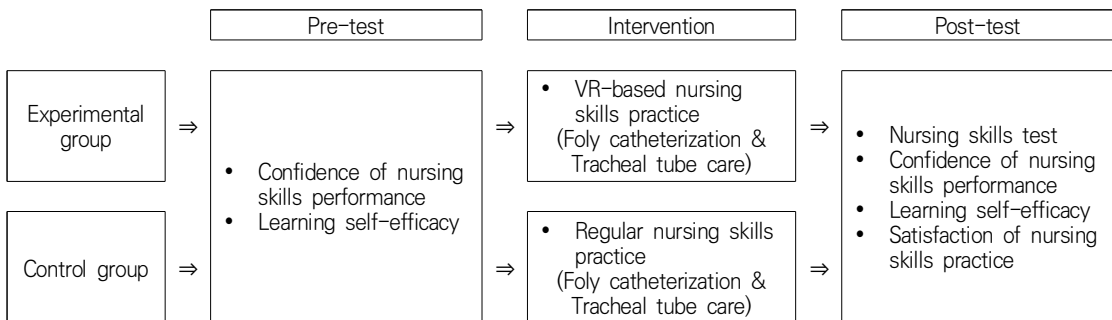 Pre-test
Intervention
Post-test
Experimental
group
⇒
• Confidence of nursing
skills performance
• Learning self-efficacy
⇒
• VR-based nursing
skills practice
(Foly catheterization &
Tracheal tube care)
⇒
• Nursing skills test
• Confidence of nursing
skills performance
• Learning self-efficacy
• Satisfaction of nursing
skills practice
Control group
⇒
⇒
• Regular nursing skills
practice
(Foly catheterization &
Tracheal tube care)
⇒